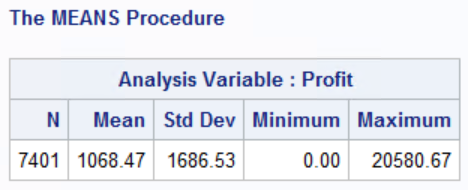 The MEANS Procedure
Analysis Variable : Profit
N Mean Std Dev Minimum Maximum
7401 1068.47 1686.53 0.00 20580.67